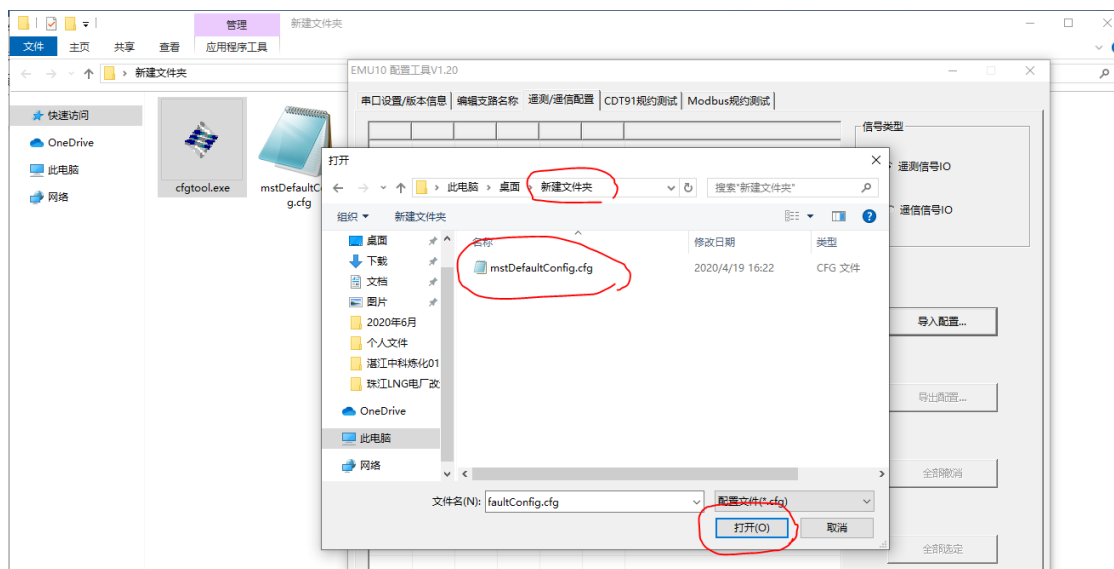 管理
新建文件夹
文件 主页 共享 查看 应用程序工具
新建文件夹
快速访问
OneDrive
此电脑
网络
cfgtool.exe
mstDefaultC
g.cfg
EMU10 配置工具V1.20
串口设置/版本信息 编辑支路名称 遥测/遥信配置 CDT91规约测试 Modbus规约测试
信号类型
遥测信号IO
遥信信号IO
导入配置...
导出配置...
全部撤消
全部选定
打开
此电脑 桌面 新建文件夹
搜索"新建文件夹"
组织 新建文件夹
名称 修改日期 类型
mstDefaultConfig.cfg 2020/4/19 16:22 CFG 文件
桌面
下载
文档
图片
2020年6月
个人文件
湛江中科炼化01
珠江LNG电厂改
OneDrive
此电脑
网络
文件名(N): faultConfig.cfg 配置文件(*.cfg)
打开(O) 取消